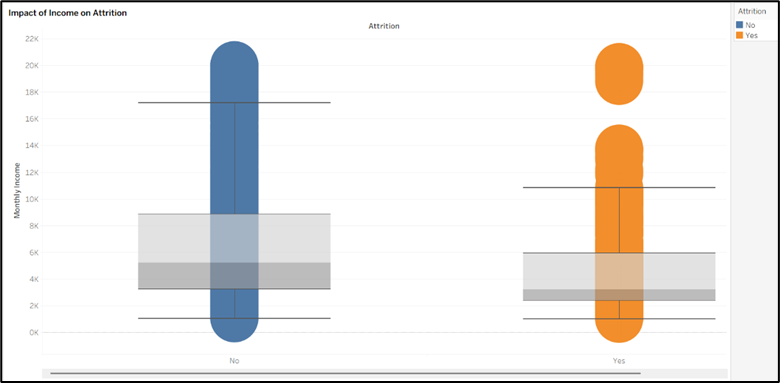 Impact of Income on Attrition
Attrition
Attrition
No
Yes
Monthly Income
22K
20K
18K
16K
14K
12K
10K
8K
6K
4K
2K
0K
No
Yes